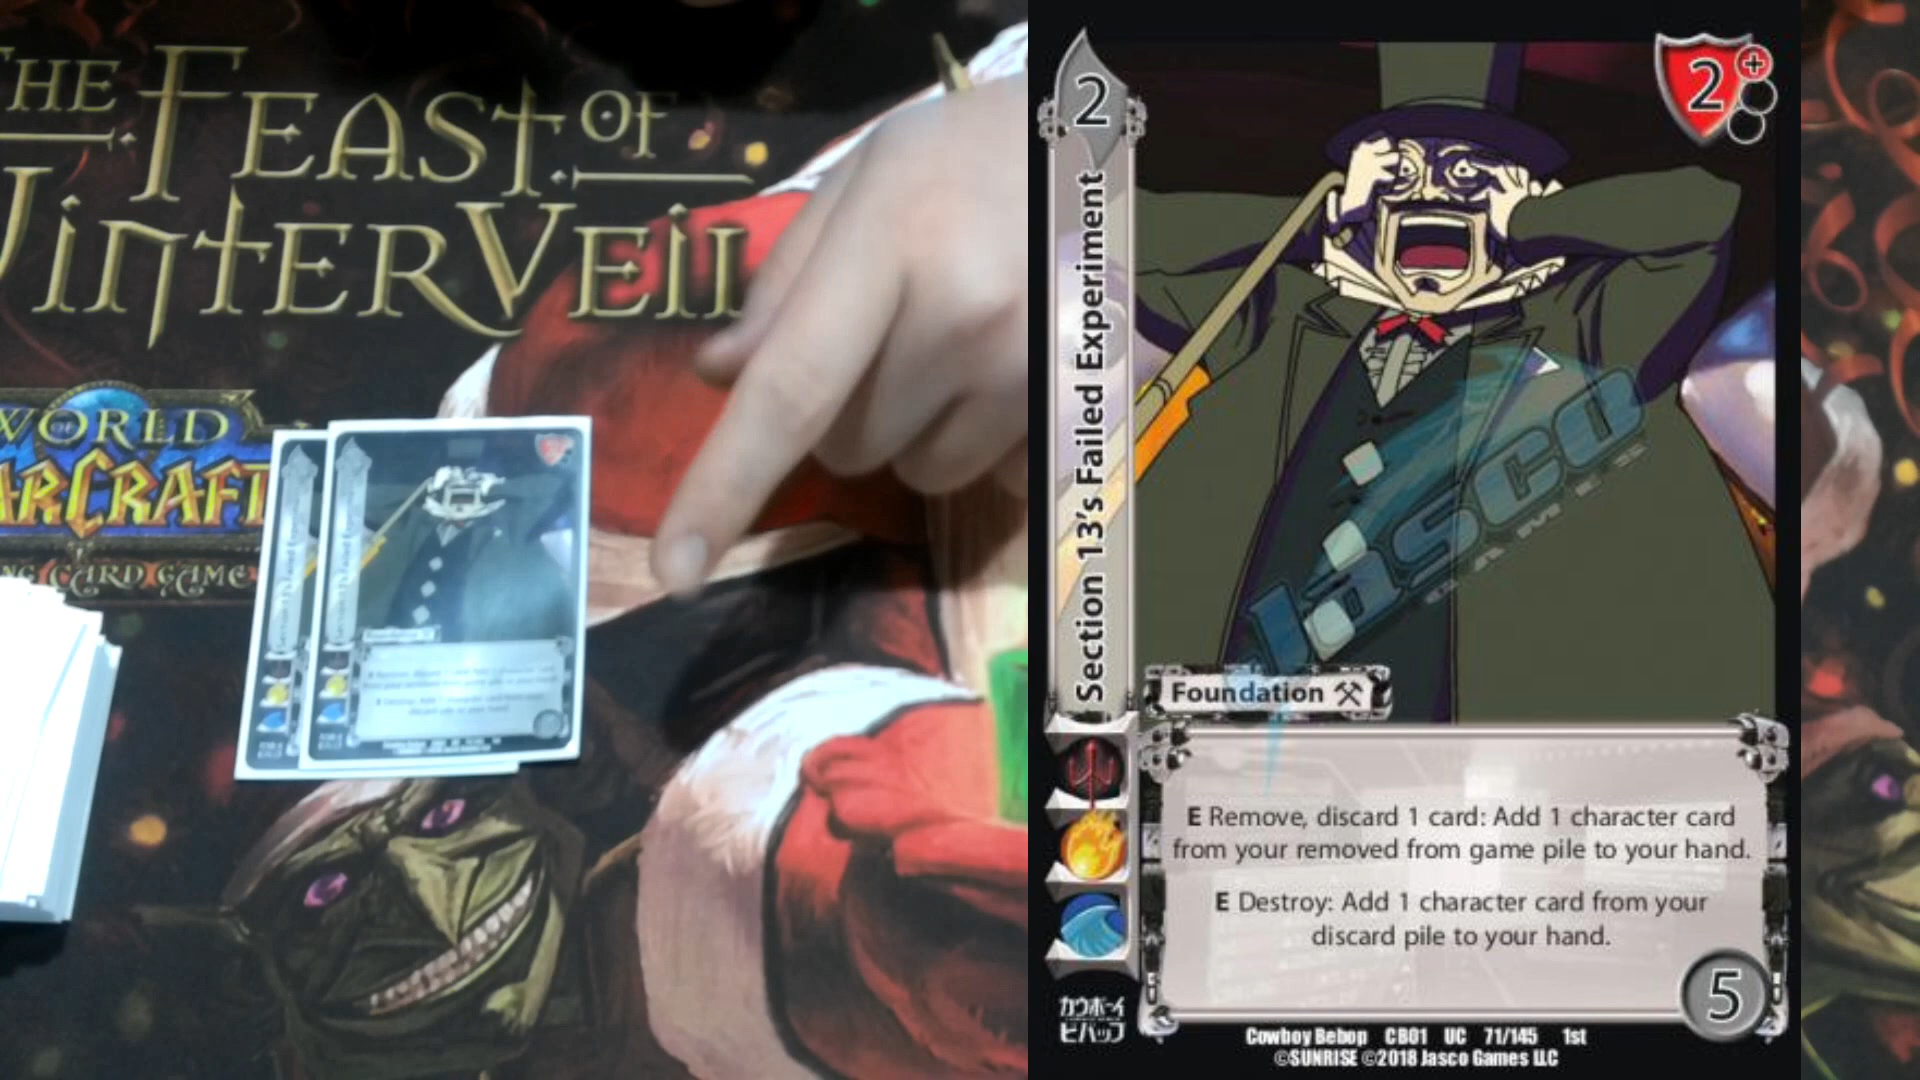 THE
FEAST OF
WINTERVEIL
WORLD
OF
WARCRAFT
NG CARD GAME
2
2
+
Section 13's Failed Experiment
Jasco
GAMES
Foundation
E Remove, discard 1 card: Add 1 character card
from your removed from game pile to your hand.
E Destroy: Add 1 character card from your
discard pile to your hand.
5
カウボーイ
ビバップ
Cowboy Bebop CB01 UC 71/145 1st
©SUNRISE ©2018 Jasco Games LLC